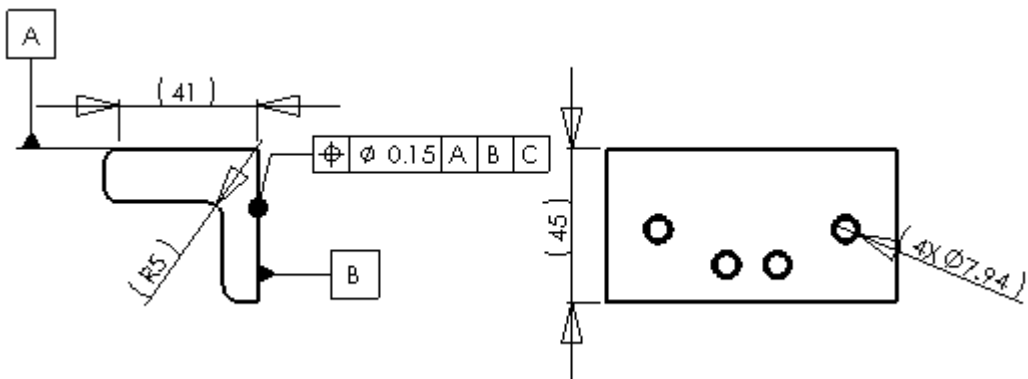 A
( 41 )
⌖ ⌀ 0.15 A B C
( R5 )
B
( 45 )
( 4X ⌀7.94 )